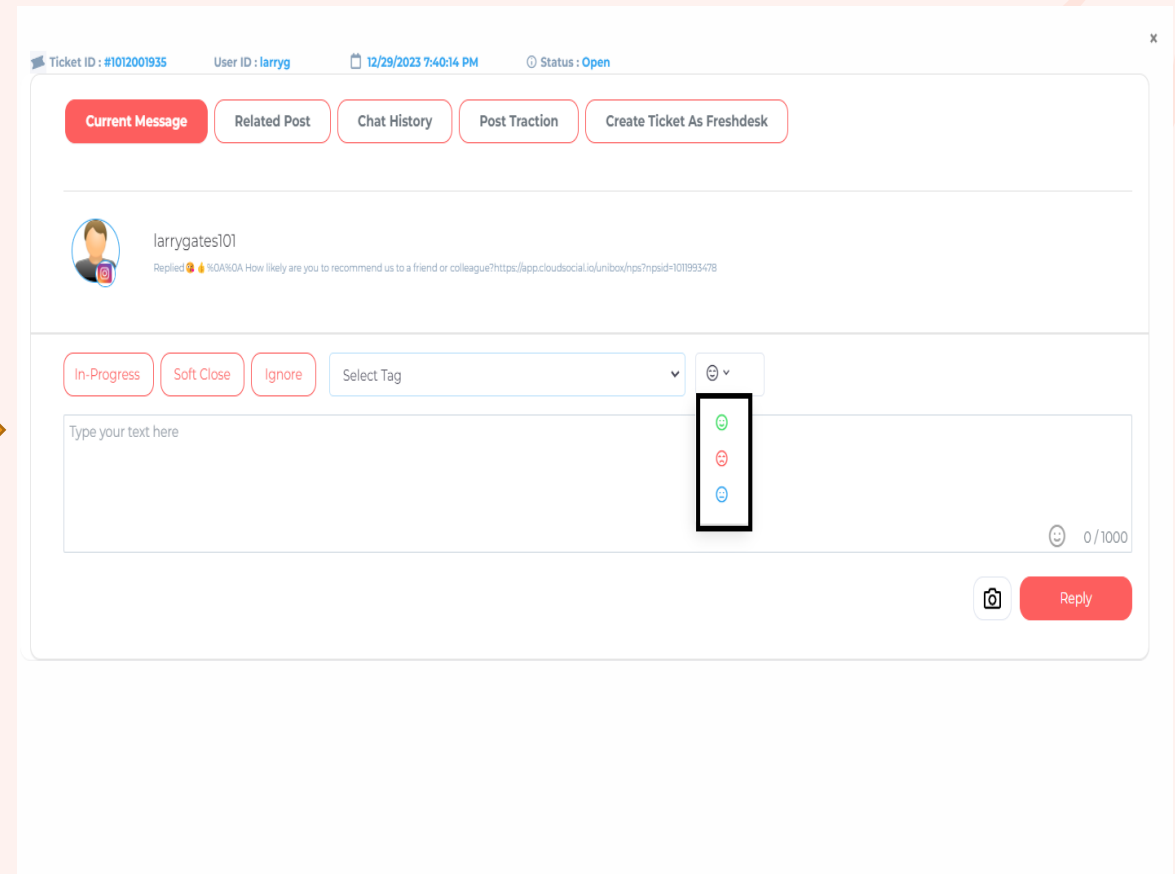 x
Ticket ID : #1012001935 User ID : larryg 12/29/2023 7:40:14 PM Status : Open
Current Message Related Post Chat History Post Traction Create Ticket As Freshdesk
larrygates101
Replied😘👍%0A%0A How likely are you to recommend us to a friend or colleague?https://app.cloudsocial.io/unibox/nps?npsid=1011993478
In-Progress Soft Close Ignore Select Tag
Type your text here
0 / 1000
Reply